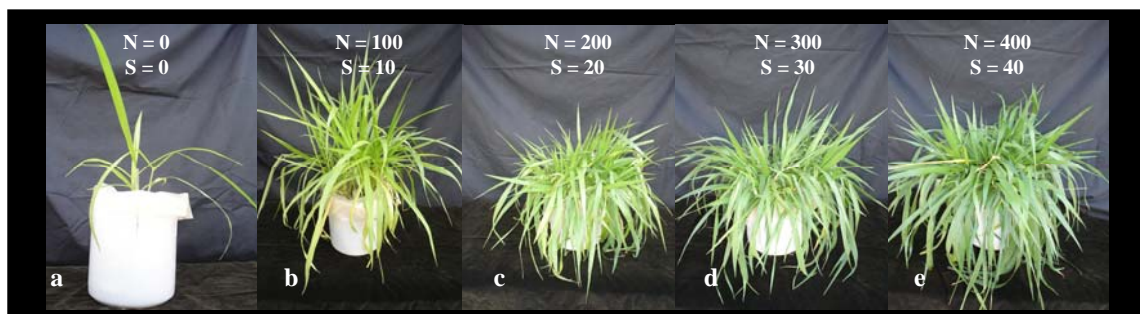 N = 0
S = 0
N = 100
S = 10
N = 200
S = 20
N = 300
S = 30
N = 400
S = 40
a
b
c
d
e